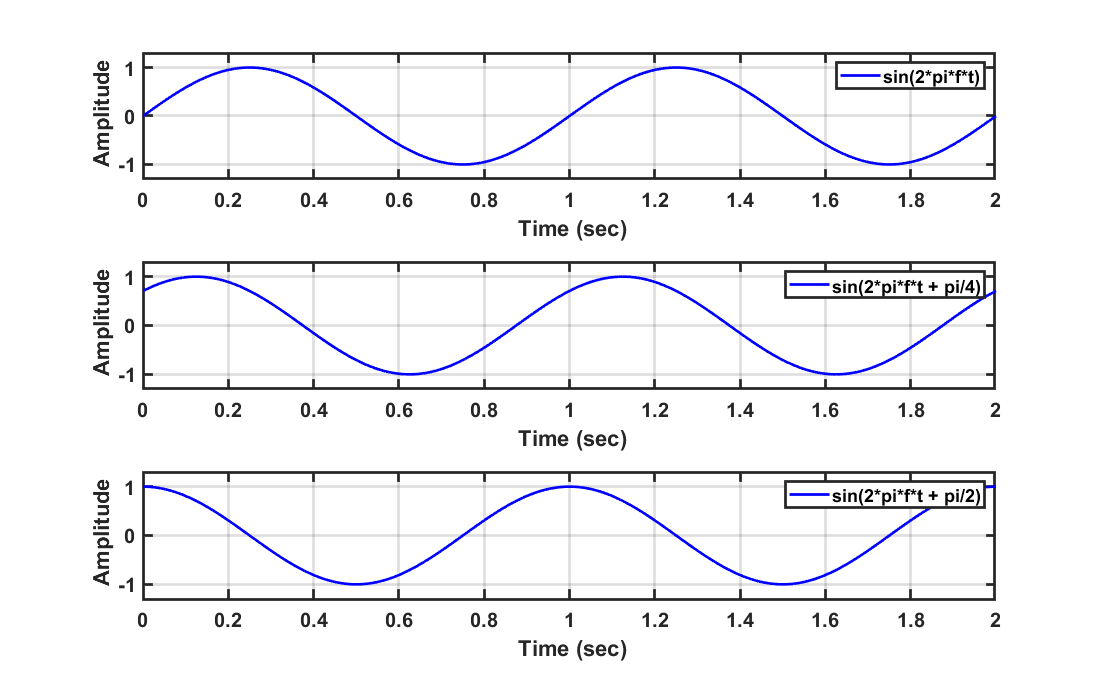 sin(2*pi*f*t)
Amplitude
1
0
-1
0 0.2 0.4 0.6 0.8 1 1.2 1.4 1.6 1.8 2
Time (sec)
sin(2*pi*f*t + pi/4)
Amplitude
1
0
-1
0 0.2 0.4 0.6 0.8 1 1.2 1.4 1.6 1.8 2
Time (sec)
sin(2*pi*f*t + pi/2)
Amplitude
1
0
-1
0 0.2 0.4 0.6 0.8 1 1.2 1.4 1.6 1.8 2
Time (sec)